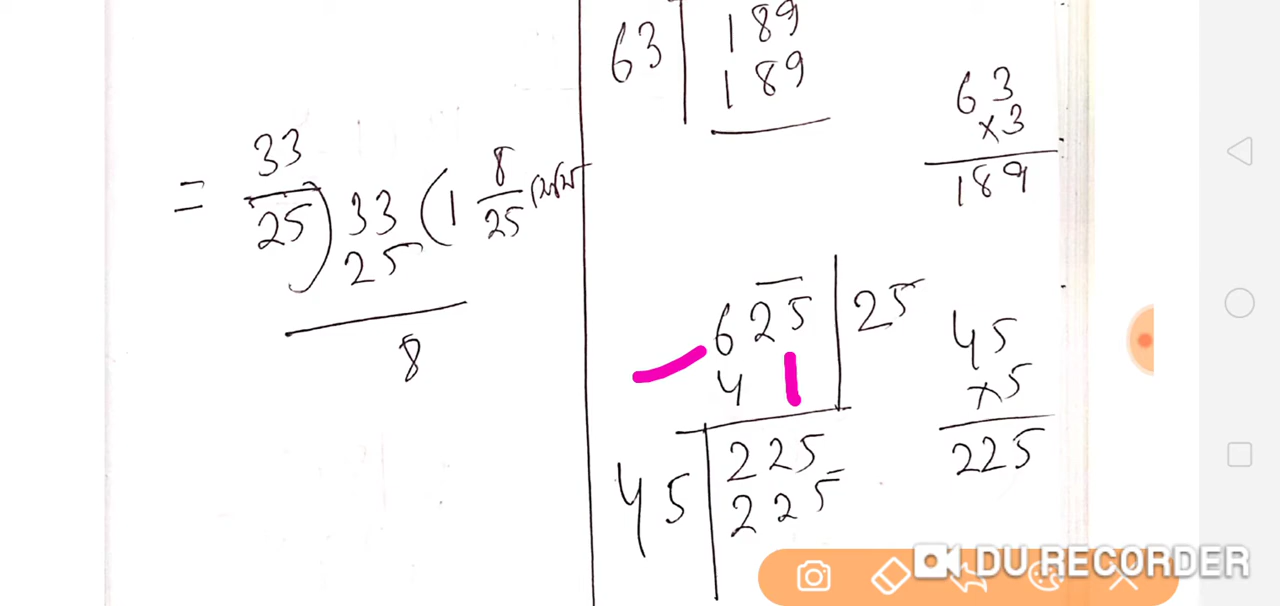 63 | 189
189
63
×3
189
= 33/25) 33 (1 8/25
25
8
625 | 25
4
45 | 225
225
45
×5
225
DU RECORDER